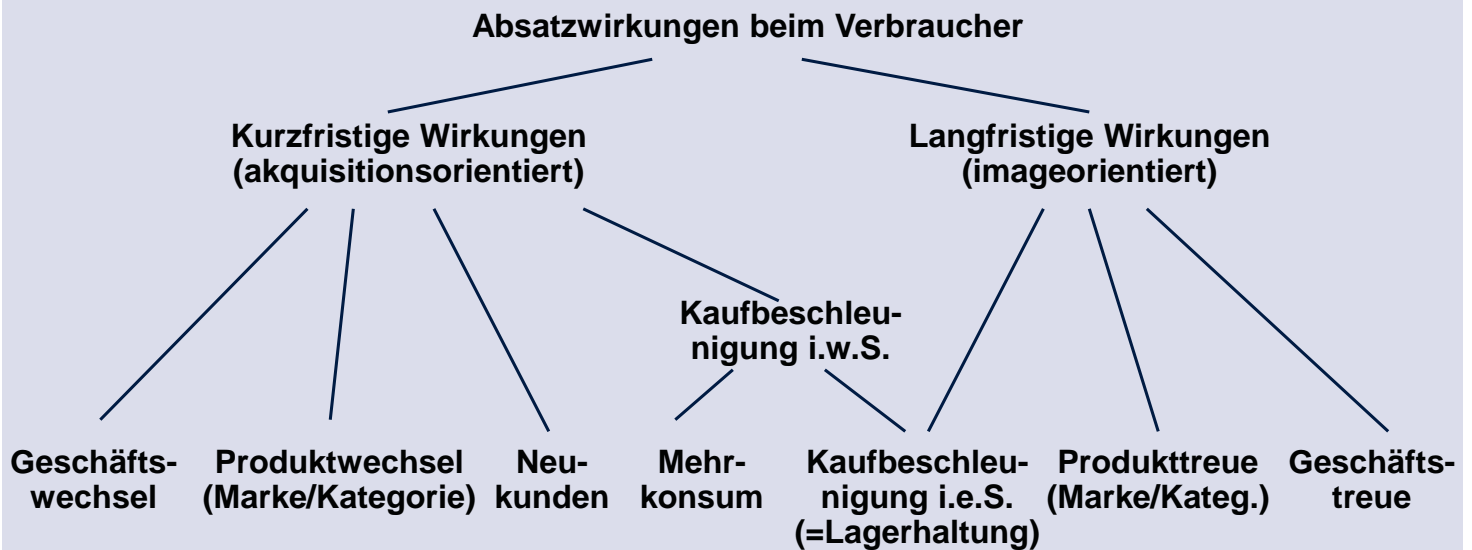 Absatzwirkungen beim Verbraucher
Kurzfristige Wirkungen
(akquisitionsorientiert)
Langfristige Wirkungen
(imageorientiert)
Kaufbeschleu-
nigung i.w.S.
Geschäfts-
wechsel
Produktwechsel
(Marke/Kategorie)
Neu-
kunden
Mehr-
konsum
Kaufbeschleu-
nigung i.e.S.
(=Lagerhaltung)
Produkttreue
(Marke/Kateg.)
Geschäfts-
treue